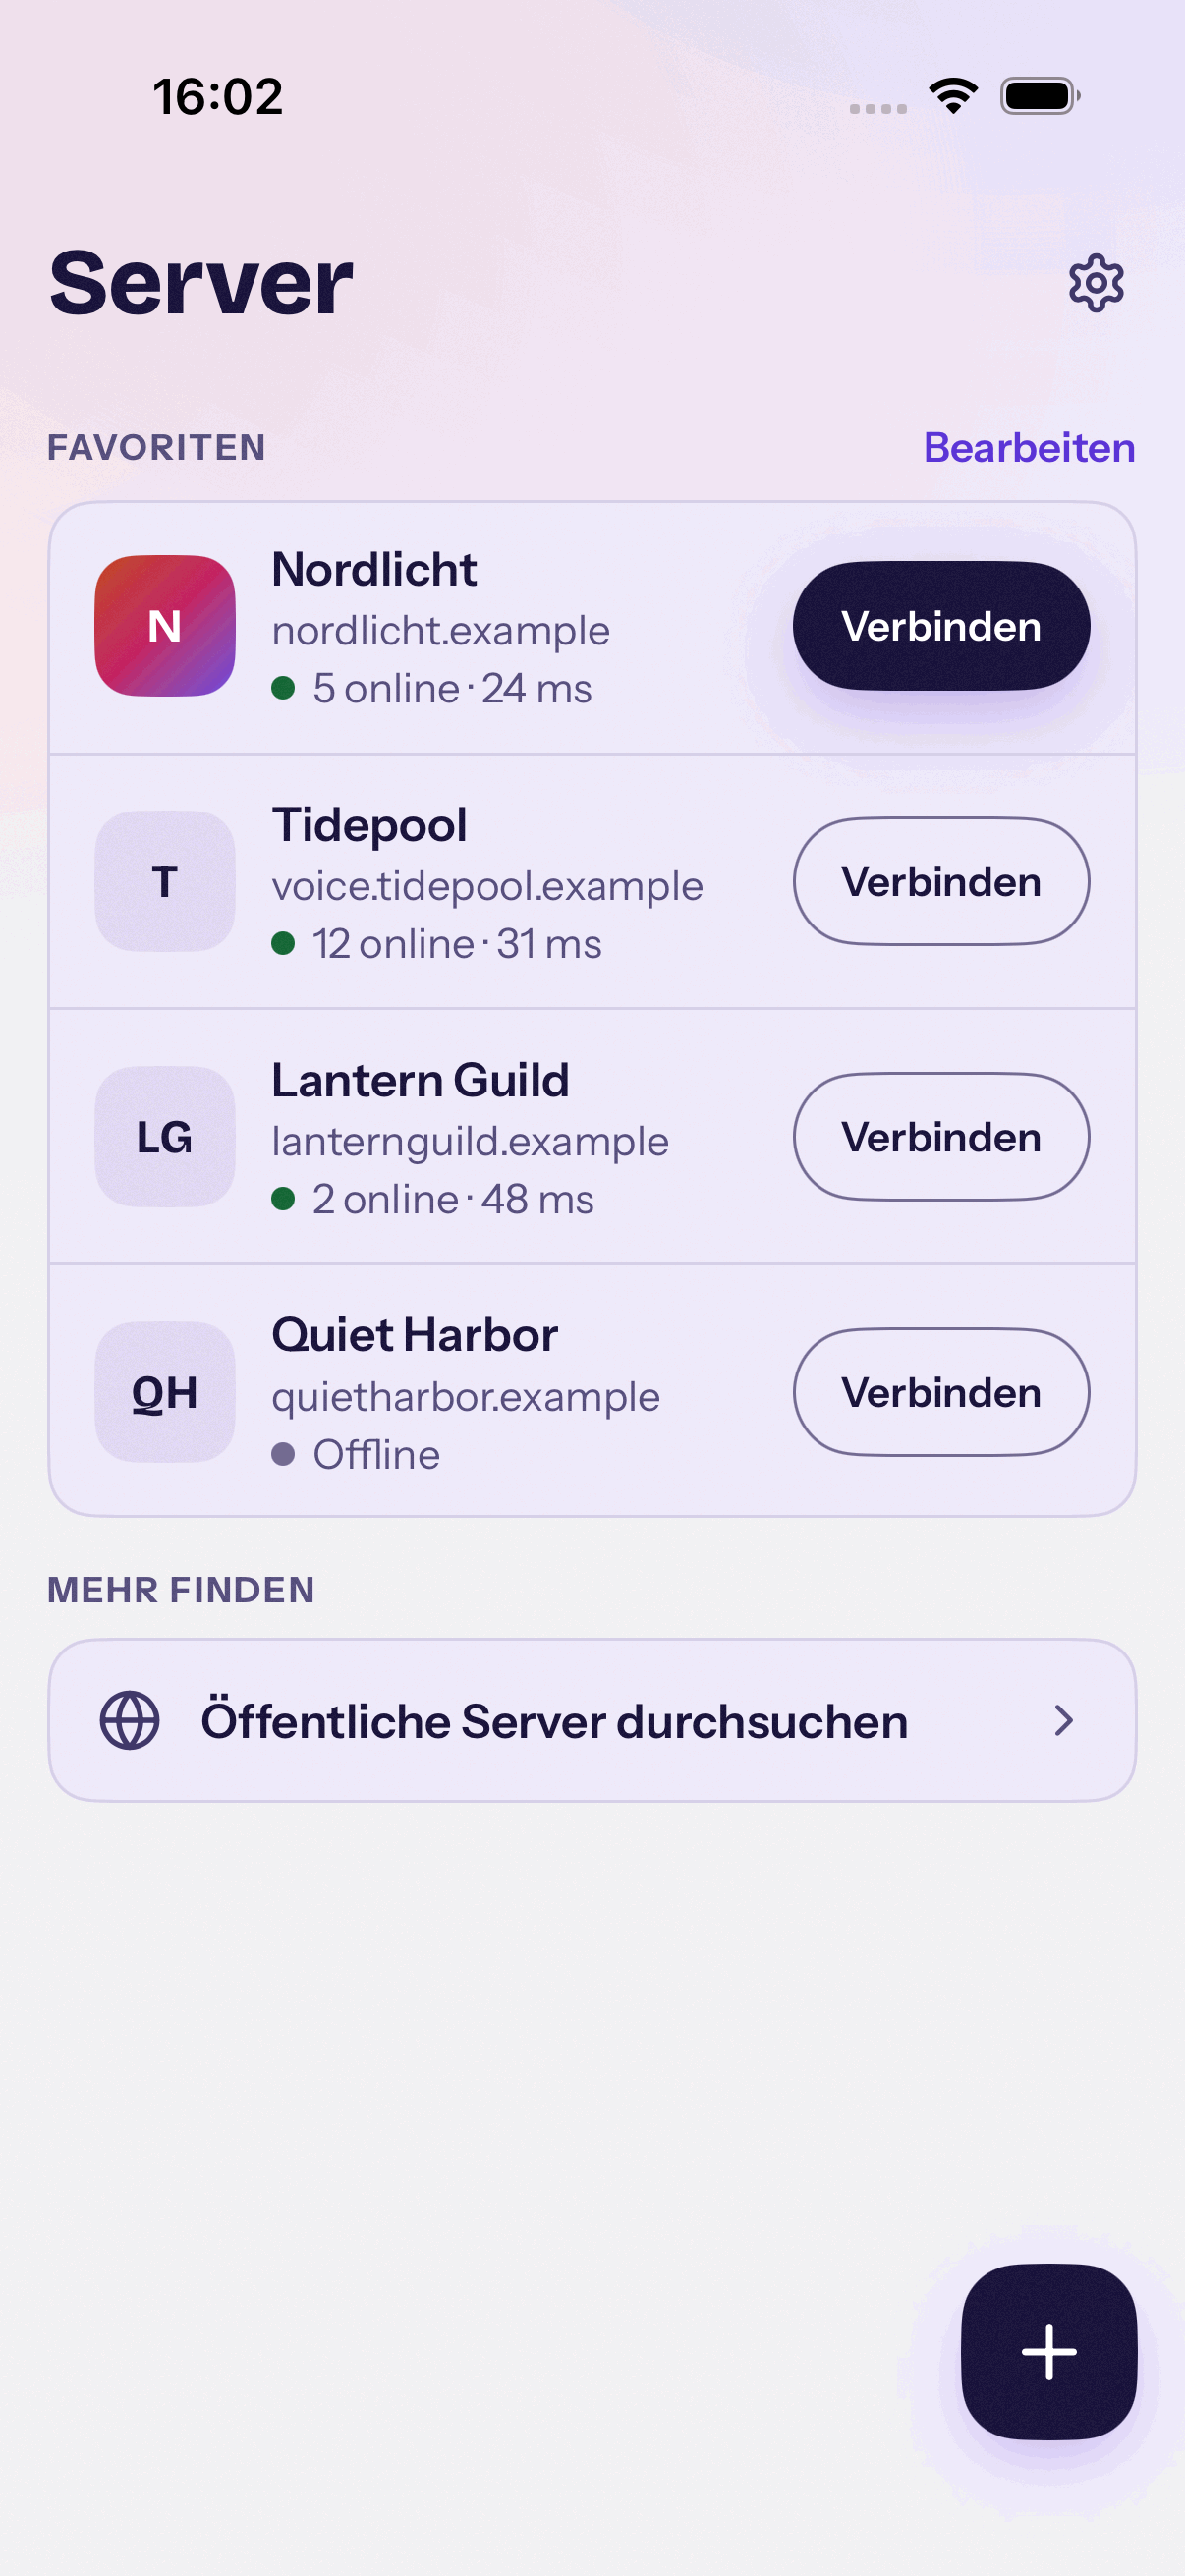 16:02
Server
FAVORITEN
Bearbeiten
N
Nordlicht
nordlicht.example
5 online · 24 ms
Verbinden
T
Tidepool
voice.tidepool.example
12 online · 31 ms
Verbinden
LG
Lantern Guild
lanternguild.example
2 online · 48 ms
Verbinden
QH
Quiet Harbor
quietharbor.example
Offline
Verbinden
MEHR FINDEN
Öffentliche Server durchsuchen